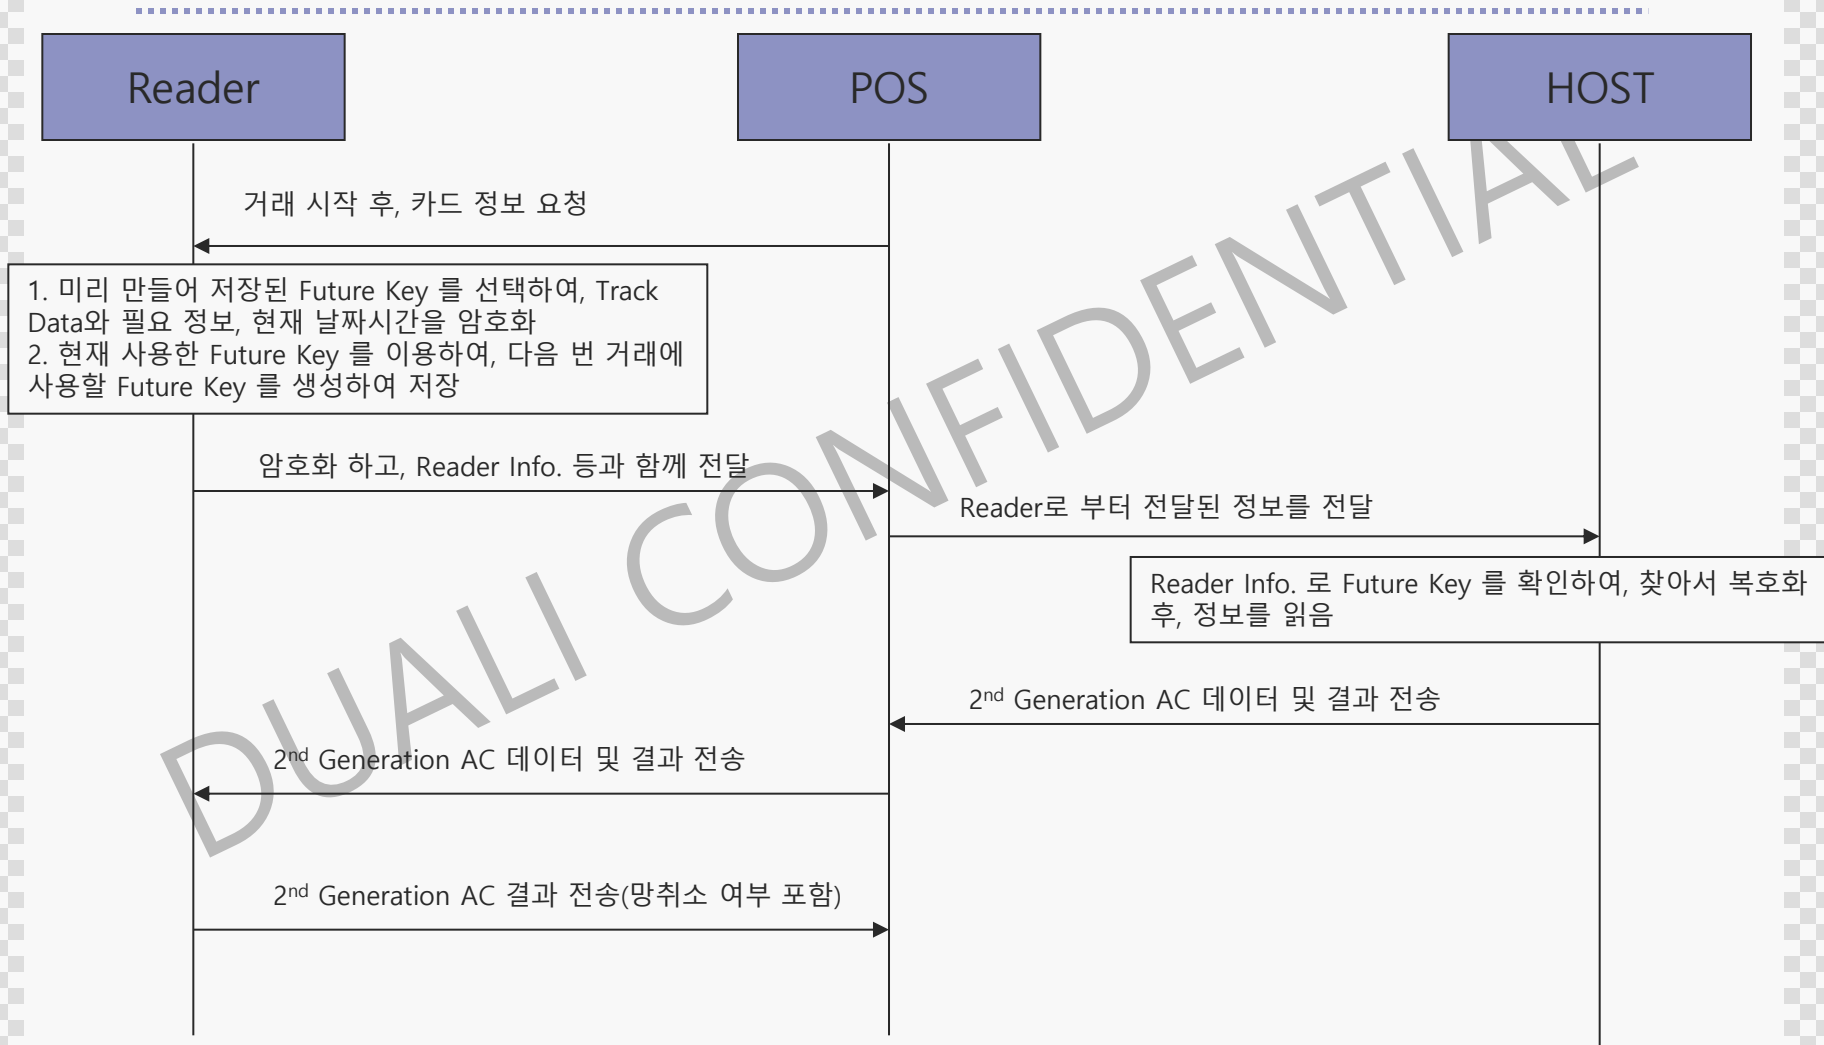 Reader
POS
HOST
거래 시작 후, 카드 정보 요청
1. 미리 만들어 저장된 Future Key 를 선택하여, Track
Data와 필요 정보, 현재 날짜시간을 암호화
2. 현재 사용한 Future Key 를 이용하여, 다음 번 거래에
사용할 Future Key 를 생성하여 저장
암호화 하고, Reader Info. 등과 함께 전달
Reader로 부터 전달된 정보를 전달
Reader Info. 로 Future Key 를 확인하여, 찾아서 복호화
후, 정보를 읽음
2nd Generation AC 데이터 및 결과 전송
2nd Generation AC 데이터 및 결과 전송
2nd Generation AC 결과 전송(망취소 여부 포함)
DUALI CONFIDENTIAL